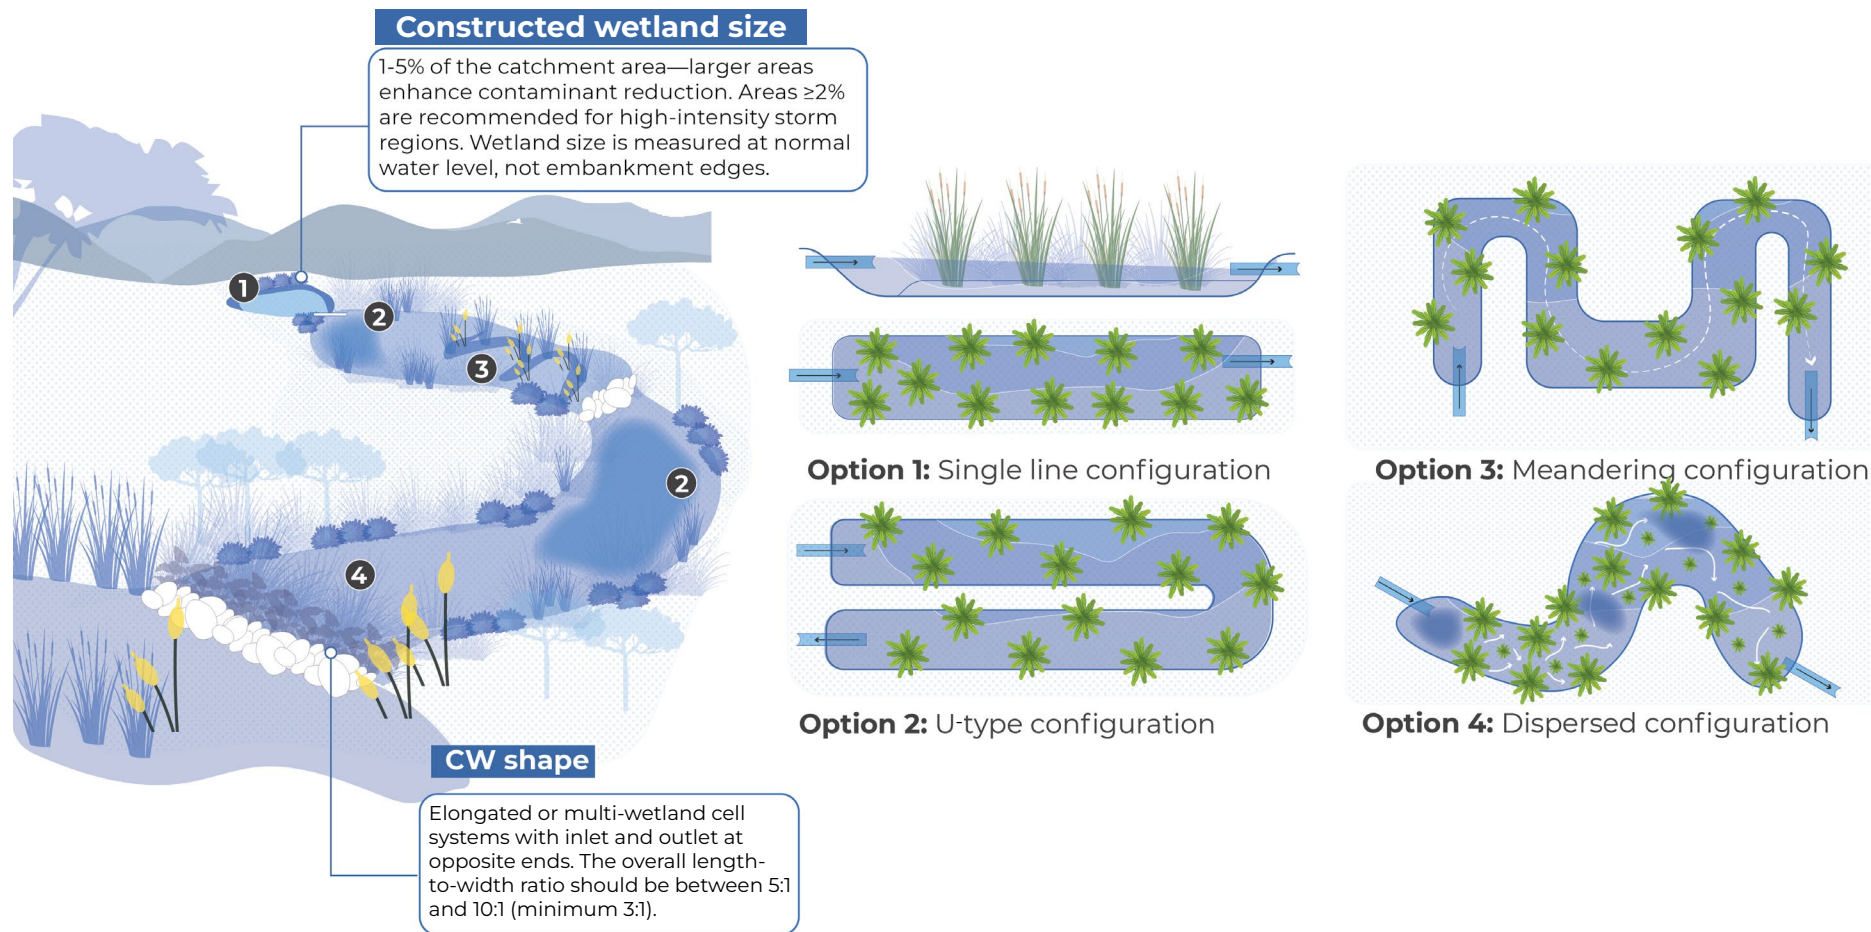 Constructed wetland size
1-5% of the catchment area—larger areas
enhance contaminant reduction. Areas ≥2%
are recommended for high-intensity storm
regions. Wetland size is measured at normal
water level, not embankment edges.
1
2
3
2
4
CW shape
Elongated or multi-wetland cell
systems with inlet and outlet at
opposite ends. The overall length-
to-width ratio should be between 5:1
and 10:1 (minimum 3:1).
Option 1: Single line configuration
Option 2: U-type configuration
Option 3: Meandering configuration
Option 4: Dispersed configuration